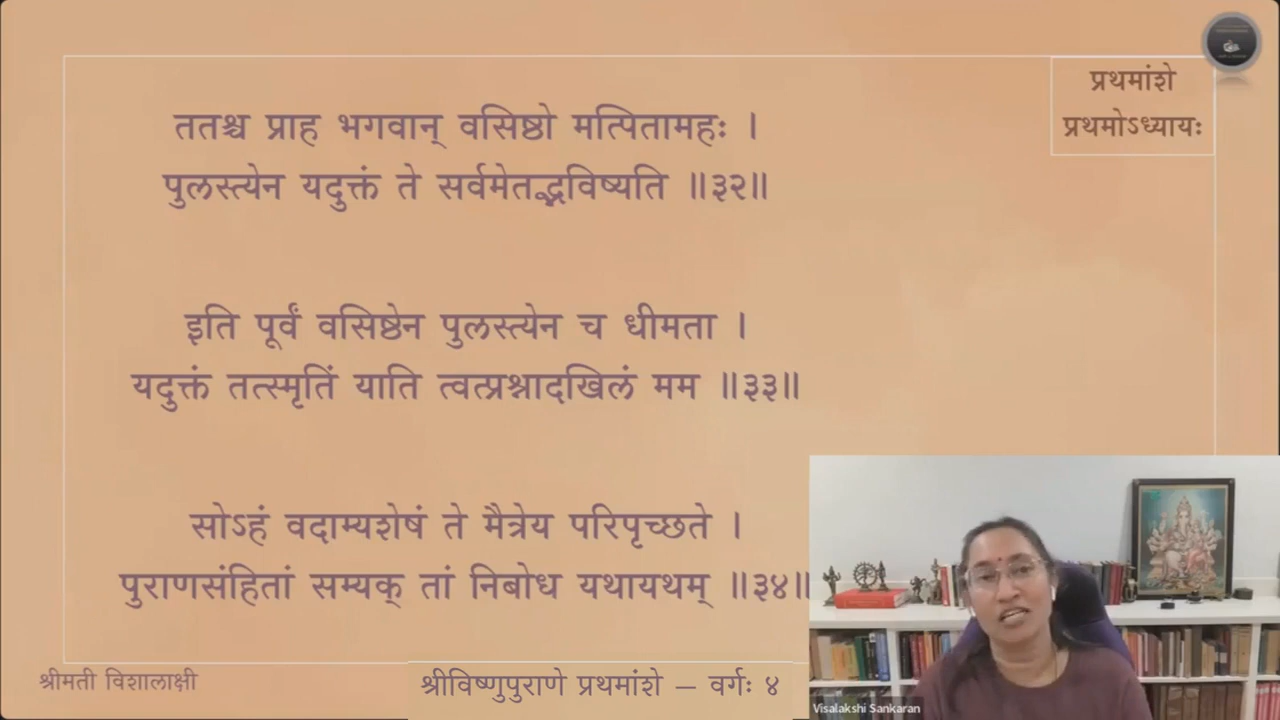 प्रथमांशे
प्रथमोऽध्यायः
ततश्च प्राह भगवान् वसिष्ठो मत्पितामहः ।
पुलस्त्येन यदुक्तं ते सर्वमेतद्भविष्यति ॥३२॥
इति पूर्वं वसिष्ठेन पुलस्त्येन च धीमता ।
यदुक्तं तत्स्मृतिं याति त्वत्प्रश्नादखिलं मम ॥३३॥
सोऽहं वदाम्यशेषं ते मैत्रेय परिपृच्छते ।
पुराणसंहितां सम्यक् तां निबोध यथायथम् ॥३४॥
श्रीमती विशालाक्षी
श्रीविष्णुपुराणे प्रथमांशे – वर्गः ४
Visalakshi Sankaran